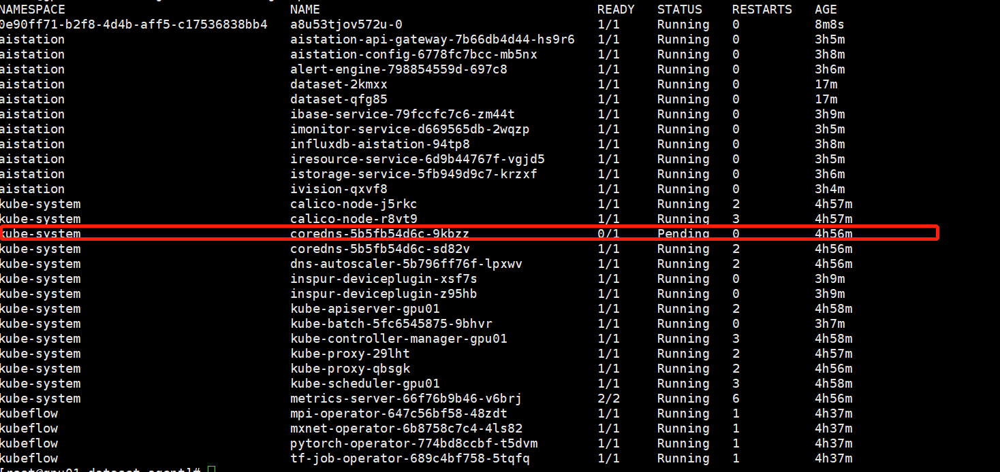 NAMESPACE NAME READY STATUS RESTARTS AGE
0e90ff71-b2f8-4d4b-aff5-c17536838bb4 a8u53tjov572u-0 1/1 Running 0 8m8s
aistation aistation-api-gateway-7b66db4d44-hs9r6 1/1 Running 0 3h5m
aistation aistation-config-6778fc7bcc-mb5nx 1/1 Running 0 3h8m
aistation alert-engine-798854559d-697c8 1/1 Running 0 3h6m
aistation dataset-2kmxx 1/1 Running 0 17m
aistation dataset-qfg85 1/1 Running 0 17m
aistation ibase-service-79fccfc7c6-zm44t 1/1 Running 0 3h9m
aistation imonitor-service-d669565db-2wqzp 1/1 Running 0 3h5m
aistation influxdb-aistation-94tp8 1/1 Running 0 3h8m
aistation iresource-service-6d9b44767f-vgjd5 1/1 Running 0 3h5m
aistation istorage-service-5fb949d9c7-krzxf 1/1 Running 0 3h6m
aistation ivision-qxvf8 1/1 Running 0 3h4m
kube-system calico-node-j5rkc 1/1 Running 2 4h57m
kube-system calico-node-r8vt9 1/1 Running 3 4h57m
kube-system coredns-5b5fb54d6c-9kbzz 0/1 Pending 0 4h56m
kube-system coredns-5b5fb54d6c-sd82v 1/1 Running 2 4h56m
kube-system dns-autoscaler-5b796ff76f-lpxwv 1/1 Running 2 4h56m
kube-system inspur-deviceplugin-xsf7s 1/1 Running 0 3h9m
kube-system inspur-deviceplugin-z95hb 1/1 Running 0 3h9m
kube-system kube-apiserver-gpu01 1/1 Running 2 4h58m
kube-system kube-batch-5fc6545875-9bhvr 1/1 Running 0 3h7m
kube-system kube-controller-manager-gpu01 1/1 Running 3 4h58m
kube-system kube-proxy-29lht 1/1 Running 2 4h57m
kube-system kube-proxy-qbsgk 1/1 Running 2 4h56m
kube-system kube-scheduler-gpu01 1/1 Running 3 4h58m
kube-system metrics-server-66f76b9b46-v6brj 2/2 Running 6 4h56m
kubeflow mpi-operator-647c56bf58-48zdt 1/1 Running 1 4h37m
kubeflow mxnet-operator-6b8758c7c4-4ls82 1/1 Running 1 4h37m
kubeflow pytorch-operator-774bd8ccbf-t5dvm 1/1 Running 1 4h37m
kubeflow tf-job-operator-689c4bf758-5tqfq 1/1 Running 1 4h37m
[root@gpu01 dataset-agent]#